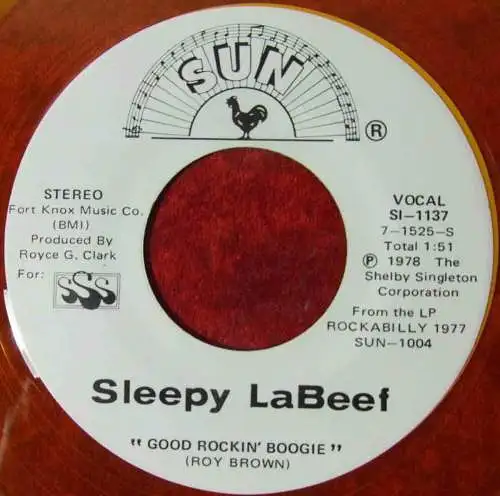 SUN
®
STEREO
Fort Knox Music Co.
(BMI)
Produced By
Royce G. Clark
For:
SSS
VOCAL
SI-1137
7-1525-S
Total 1:51
Ⓟ 1978 The
Shelby Singleton
Corporation
From the LP
ROCKABILLY 1977
SUN-1004
Sleepy LaBeef
"GOOD ROCKIN' BOOGIE"
(ROY BROWN)